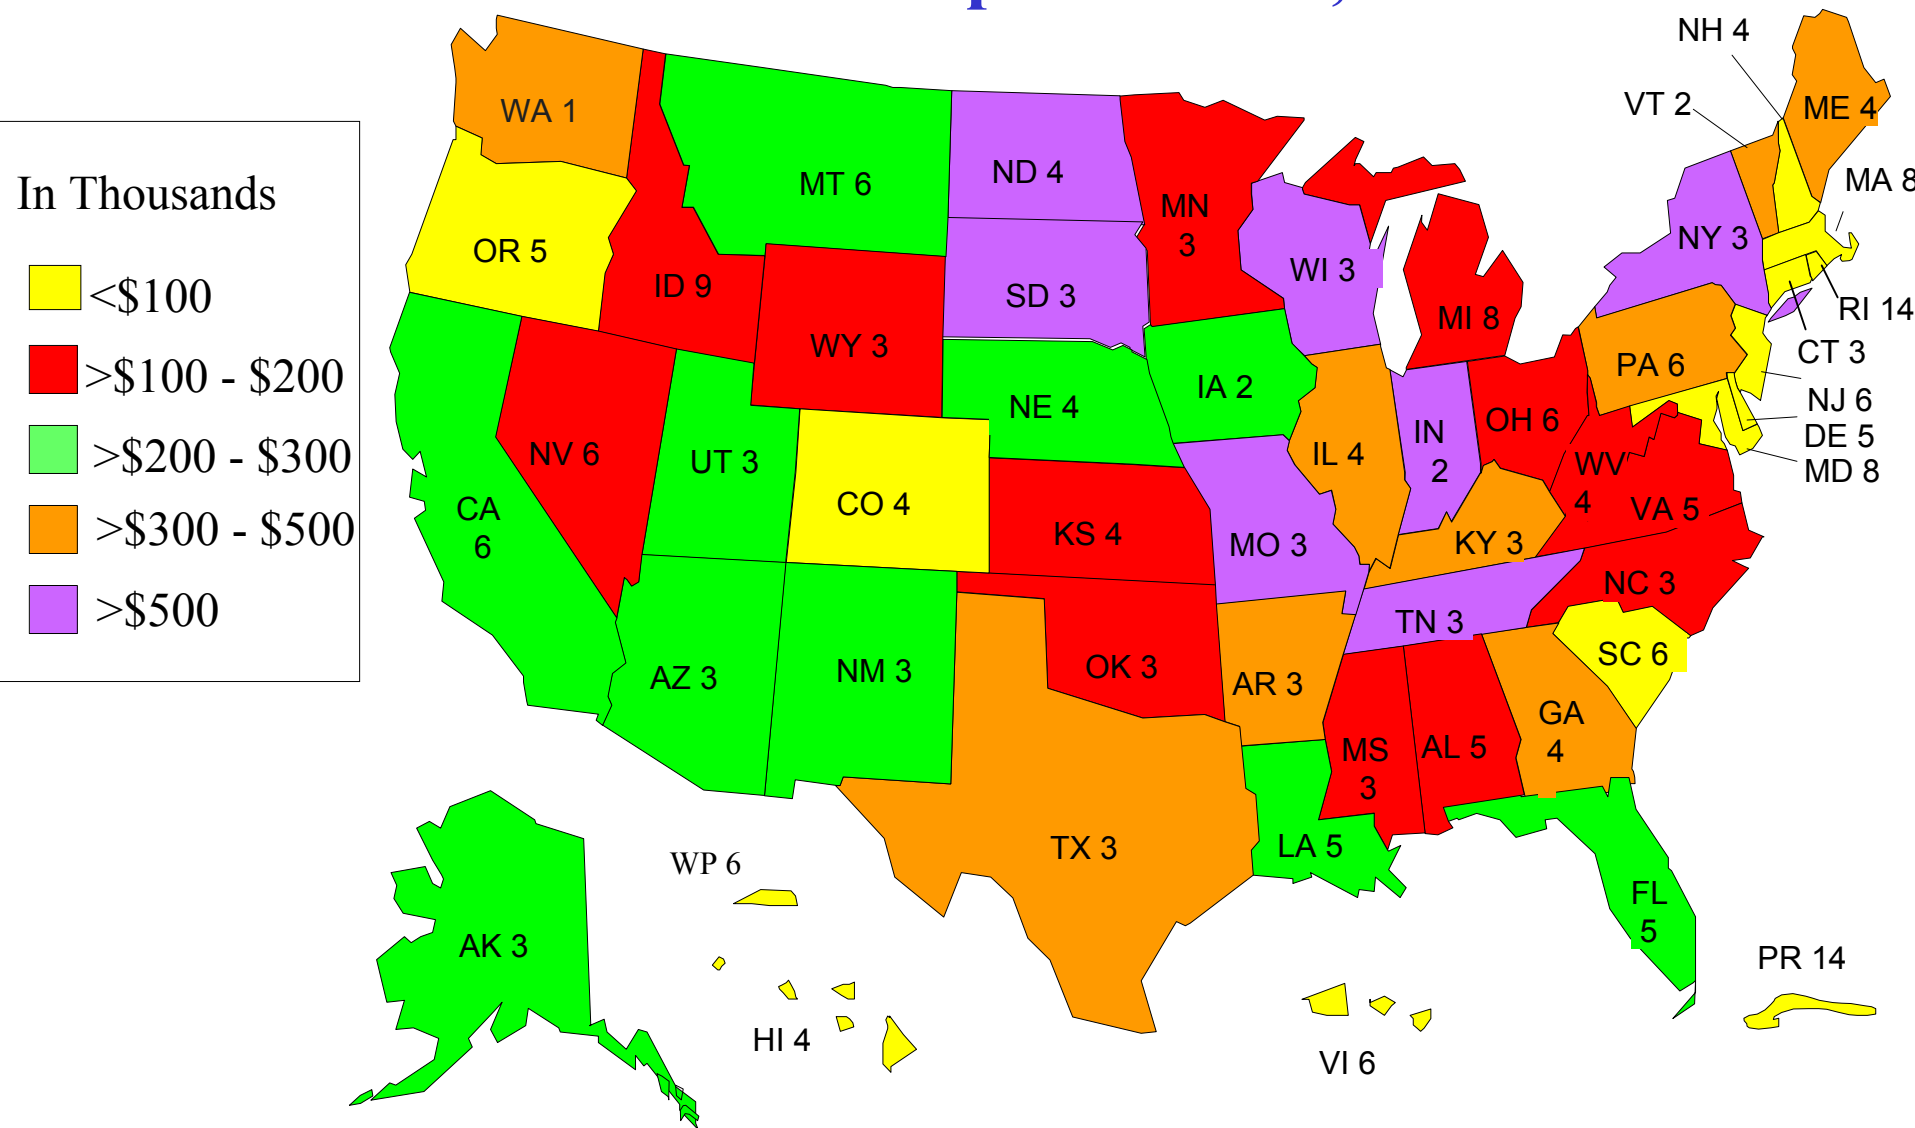 In Thousands
<$100
>$100 - $200
>$200 - $300
>$300 - $500
>$500
WA 1
OR 5
CA
6
ID 9
NV 6
MT 6
WY 3
UT 3
AZ 3
CO 4
NM 3
ND 4
SD 3
NE 4
KS 4
OK 3
TX 3
MN
3
IA 2
MO 3
AR 3
LA 5
WI 3
IL 4
MI 8
IN
2
OH 6
KY 3
TN 3
MS
3
AL 5
GA
4
FL
5
SC 6
NC 3
WV
4
VA 5
PA 6
NY 3
VT 2
NH 4
ME 4
MA 8
RI 14
CT 3
NJ 6
DE 5
MD 8
AK 3
WP 6
HI 4
VI 6
PR 14